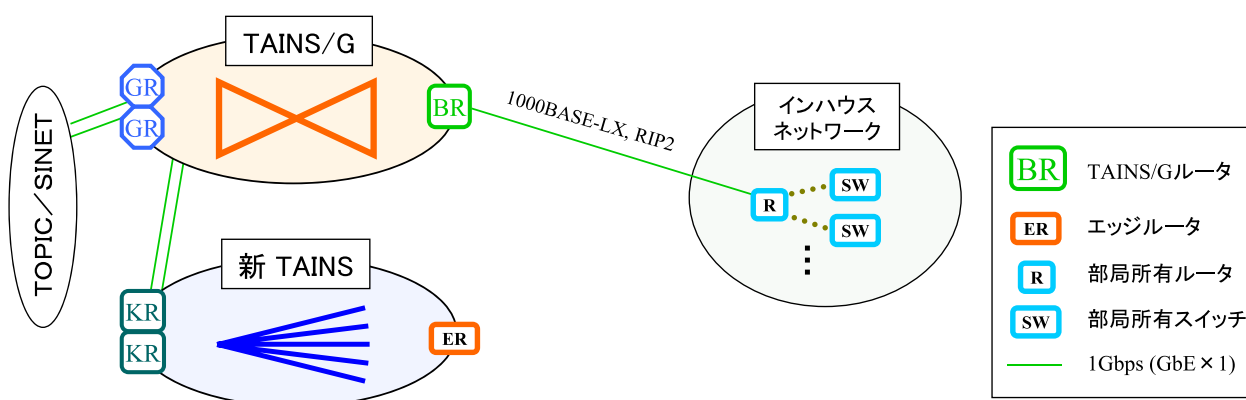 TAINS/G
GR
GR
BR
1000BASE-LX, RIP2
インハウス
ネットワーク
R
SW
SW
TOPIC/SINET
新 TAINS
KR
KR
ER
BR TAINS/Gルータ
ER エッジルータ
R 部局所有ルータ
SW 部局所有スイッチ
1Gbps (GbE×1)